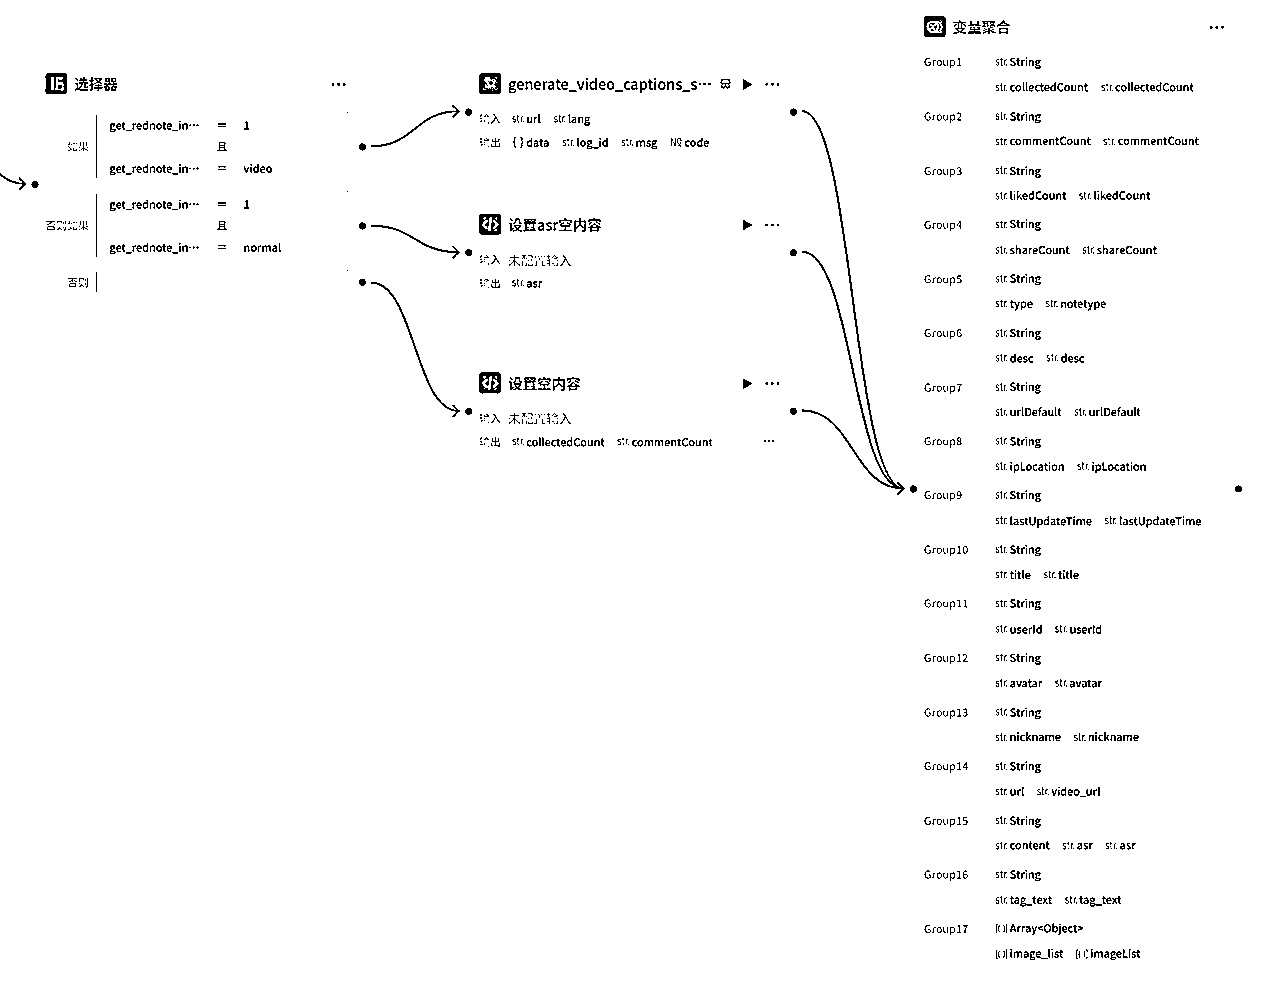 选择器
如果
get_rednote_in··· = 1
且
get_rednote_in··· = video
否则如果
get_rednote_in··· = 1
且
get_rednote_in··· = normal
否则
generate_video_captions_s···
输入 str.url str.lang
输出 {}data str.log_id str.msg №code
设置asr空内容
输入 未配置输入
输出 str.asr
设置空内容
输入 未配置输入
输出 str.collectedCount str.commentCount ···
变量聚合
Group1 str.String
str.collectedCount str.collectedCount
Group2 str.String
str.commentCount str.commentCount
Group3 str.String
str.likedCount str.likedCount
Group4 str.String
str.shareCount str.shareCount
Group5 str.String
str.type str.notetype
Group6 str.String
str.desc str.desc
Group7 str.String
str.urlDefault str.urlDefault
Group8 str.String
str.ipLocation str.ipLocation
Group9 str.String
str.lastUpdateTime str.lastUpdateTime
Group10 str.String
str.title str.title
Group11 str.String
str.userId str.userId
Group12 str.String
str.avatar str.avatar
Group13 str.String
str.nickname str.nickname
Group14 str.String
str.url str.video_url
Group15 str.String
str.content str.asr str.asr
Group16 str.String
str.tag_text str.tag_text
Group17 [{}]Array<Object>
[{}]image_list [{}]imageList